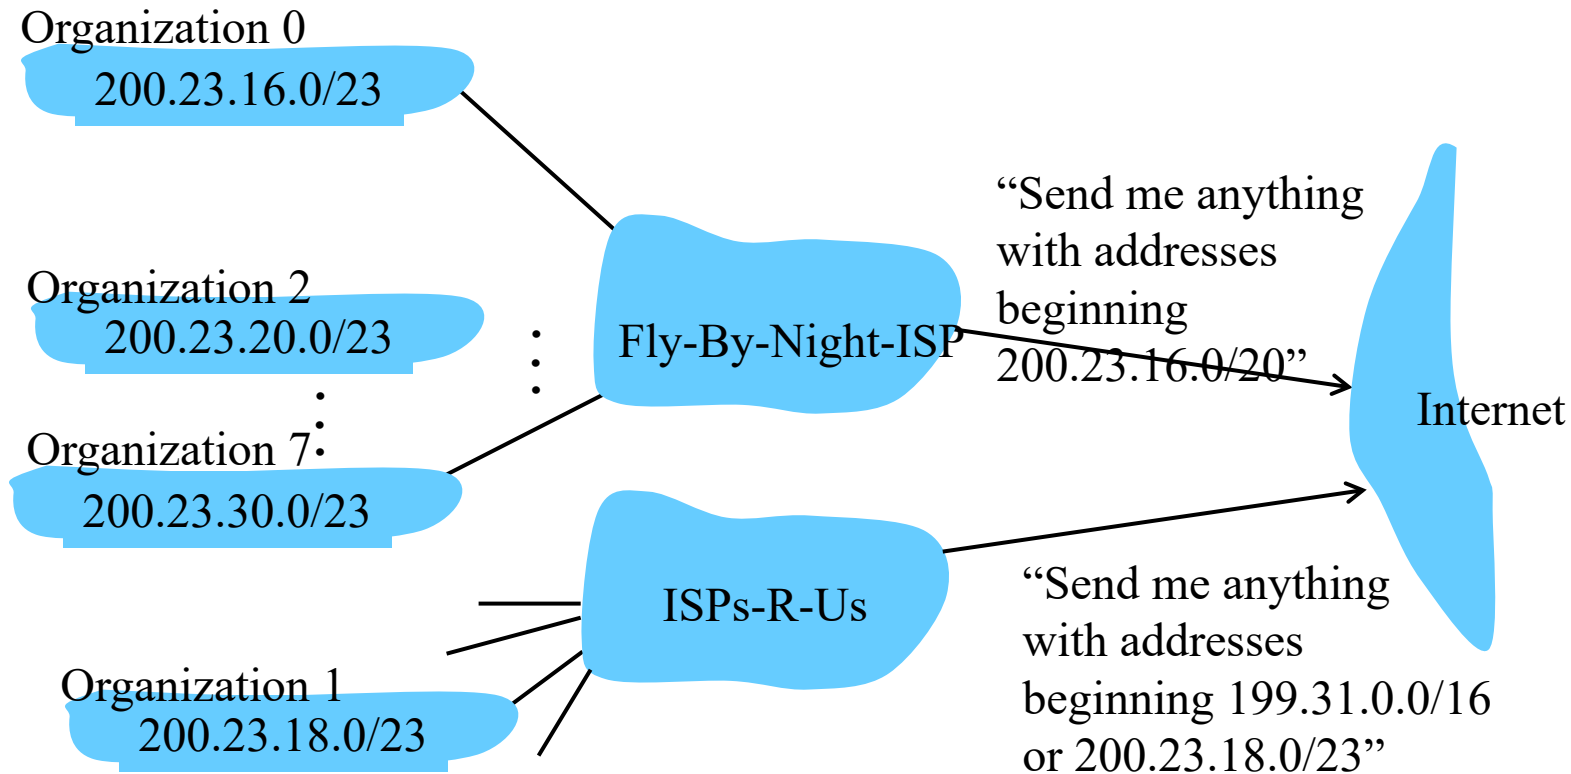 Organization 0
200.23.16.0/23
Organization 2
200.23.20.0/23
Organization 7
200.23.30.0/23
Organization 1
200.23.18.0/23
Fly-By-Night-ISP
ISPs-R-Us
“Send me anything
with addresses
beginning
200.23.16.0/20”
Internet
“Send me anything
with addresses
beginning 199.31.0.0/16
or 200.23.18.0/23”